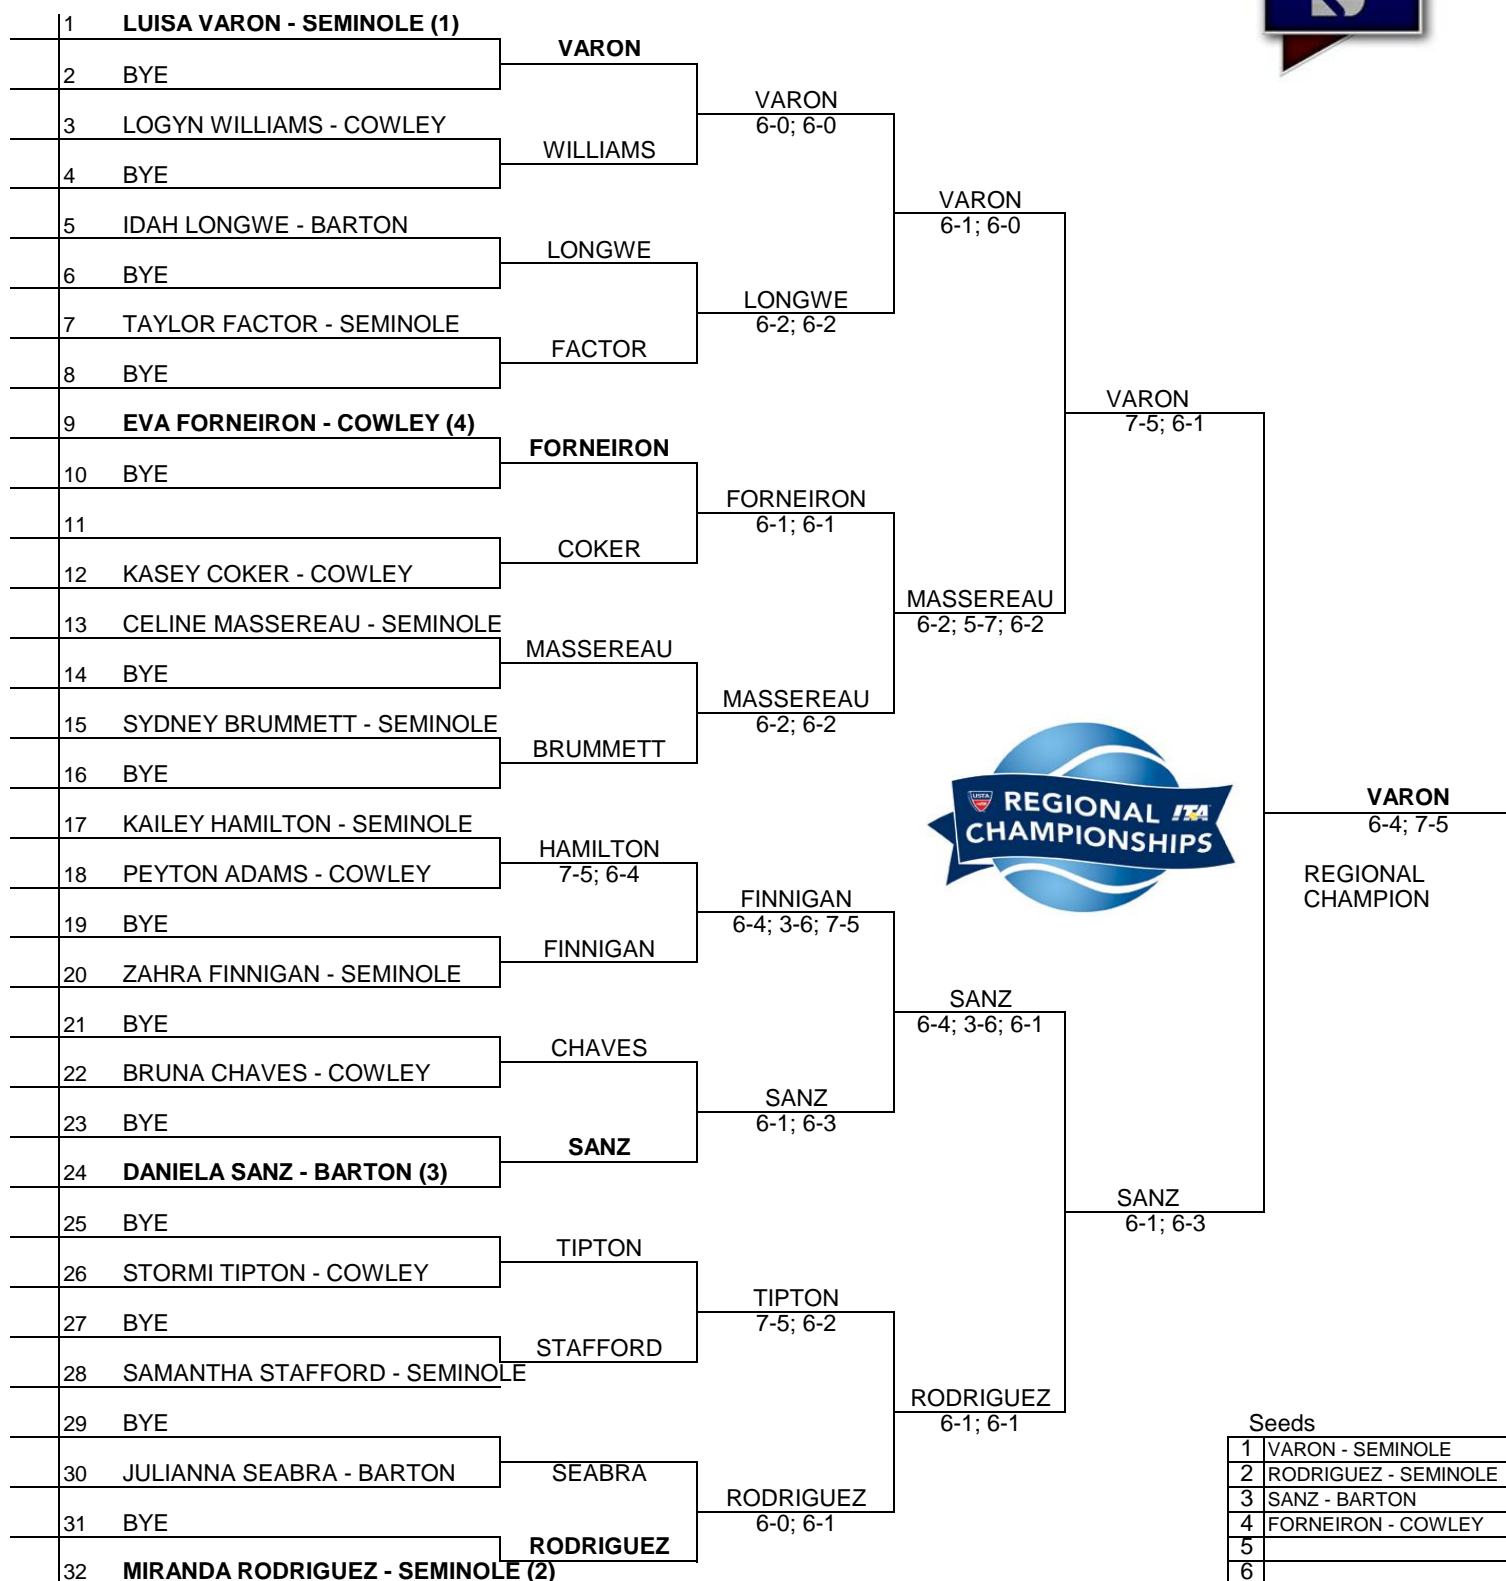 1 LUISA VARON - SEMINOLE (1)
VARON
2 BYE
VARON
6-0; 6-0
3 LOGYN WILLIAMS - COWLEY
WILLIAMS
4 BYE
VARON
6-1; 6-0
5 IDAH LONGWE - BARTON
LONGWE
6 BYE
LONGWE
6-2; 6-2
7 TAYLOR FACTOR - SEMINOLE
FACTOR
8 BYE
VARON
7-5; 6-1
9 EVA FORNEIRON - COWLEY (4)
FORNEIRON
10 BYE
FORNEIRON
6-1; 6-1
11
COKER
12 KASEY COKER - COWLEY
MASSEREAU
6-2; 5-7; 6-2
13 CELINE MASSEREAU - SEMINOLE
MASSEREAU
14 BYE
MASSEREAU
6-2; 6-2
15 SYDNEY BRUMMETT - SEMINOLE
BRUMMETT
16 BYE
USTA
REGIONAL ITA
CHAMPIONSHIPS
VARON
6-4; 7-5
REGIONAL
CHAMPION
17 KAILEY HAMILTON - SEMINOLE
HAMILTON
7-5; 6-4
18 PEYTON ADAMS - COWLEY
FINNIGAN
6-4; 3-6; 7-5
19 BYE
FINNIGAN
20 ZAHRA FINNIGAN - SEMINOLE
SANZ
6-4; 3-6; 6-1
21 BYE
CHAVES
22 BRUNA CHAVES - COWLEY
SANZ
6-1; 6-3
23 BYE
SANZ
24 DANIELA SANZ - BARTON (3)
SANZ
6-1; 6-3
25 BYE
TIPTON
26 STORMI TIPTON - COWLEY
TIPTON
7-5; 6-2
27 BYE
STAFFORD
28 SAMANTHA STAFFORD - SEMINOLE
RODRIGUEZ
6-1; 6-1
29 BYE
30 JULIANNA SEABRA - BARTON
SEABRA
RODRIGUEZ
6-0; 6-1
31 BYE
RODRIGUEZ
32 MIRANDA RODRIGUEZ - SEMINOLE (2)
Seeds
1 VARON - SEMINOLE
2 RODRIGUEZ - SEMINOLE
3 SANZ - BARTON
4 FORNEIRON - COWLEY
5
6